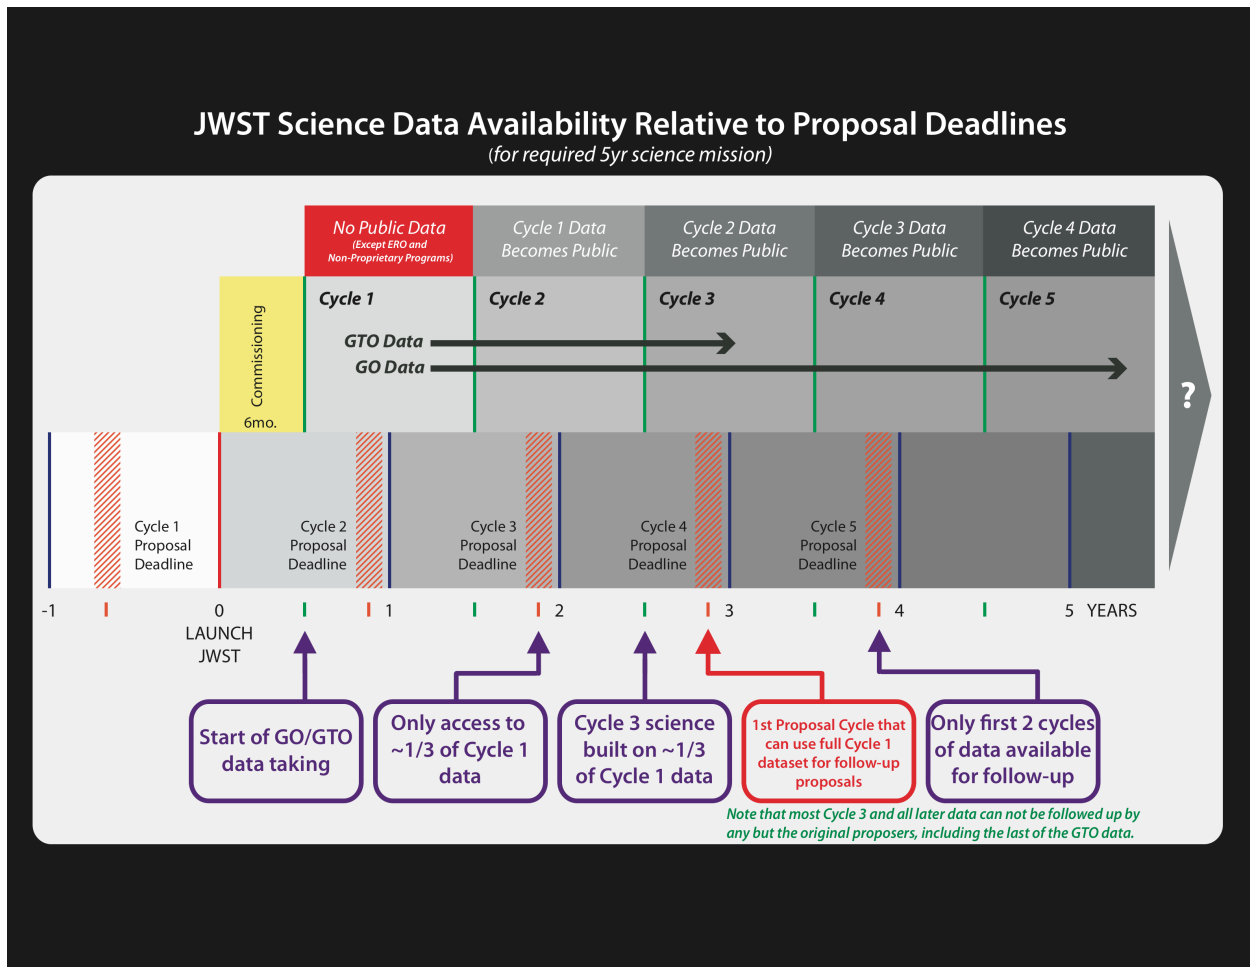 JWST Science Data Availability Relative to Proposal Deadlines
(for required 5yr science mission)
No Public Data
(Except ERO and
Non-Proprietary Programs)
Cycle 1 Data
Becomes Public
Cycle 2 Data
Becomes Public
Cycle 3 Data
Becomes Public
Cycle 4 Data
Becomes Public
Commissioning
6mo.
Cycle 1
Cycle 2
Cycle 3
Cycle 4
Cycle 5
GTO Data
GO Data
?
Cycle 1
Proposal
Deadline
Cycle 2
Proposal
Deadline
Cycle 3
Proposal
Deadline
Cycle 4
Proposal
Deadline
Cycle 5
Proposal
Deadline
-1
0
1
2
3
4
5 YEARS
LAUNCH
JWST
Start of GO/GTO
data taking
Only access to
~1/3 of Cycle 1
data
Cycle 3 science
built on ~1/3
of Cycle 1 data
1st Proposal Cycle that
can use full Cycle 1
dataset for follow-up
proposals
Only first 2 cycles
of data available
for follow-up
Note that most Cycle 3 and all later data can not be followed up by
any but the original proposers, including the last of the GTO data.